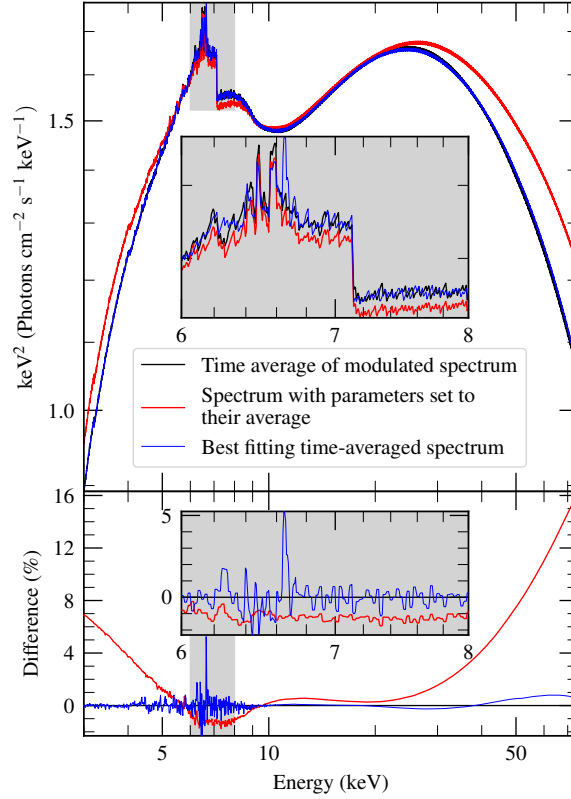 keV² (Photons cm⁻² s⁻¹ keV⁻¹)
1.5
1.0
6
7
8
Time average of modulated spectrum
Spectrum with parameters set to
their average
Best fitting time-averaged spectrum
Difference (%)
16
12
8
4
0
5
0
6
7
8
5
10
50
Energy (keV)